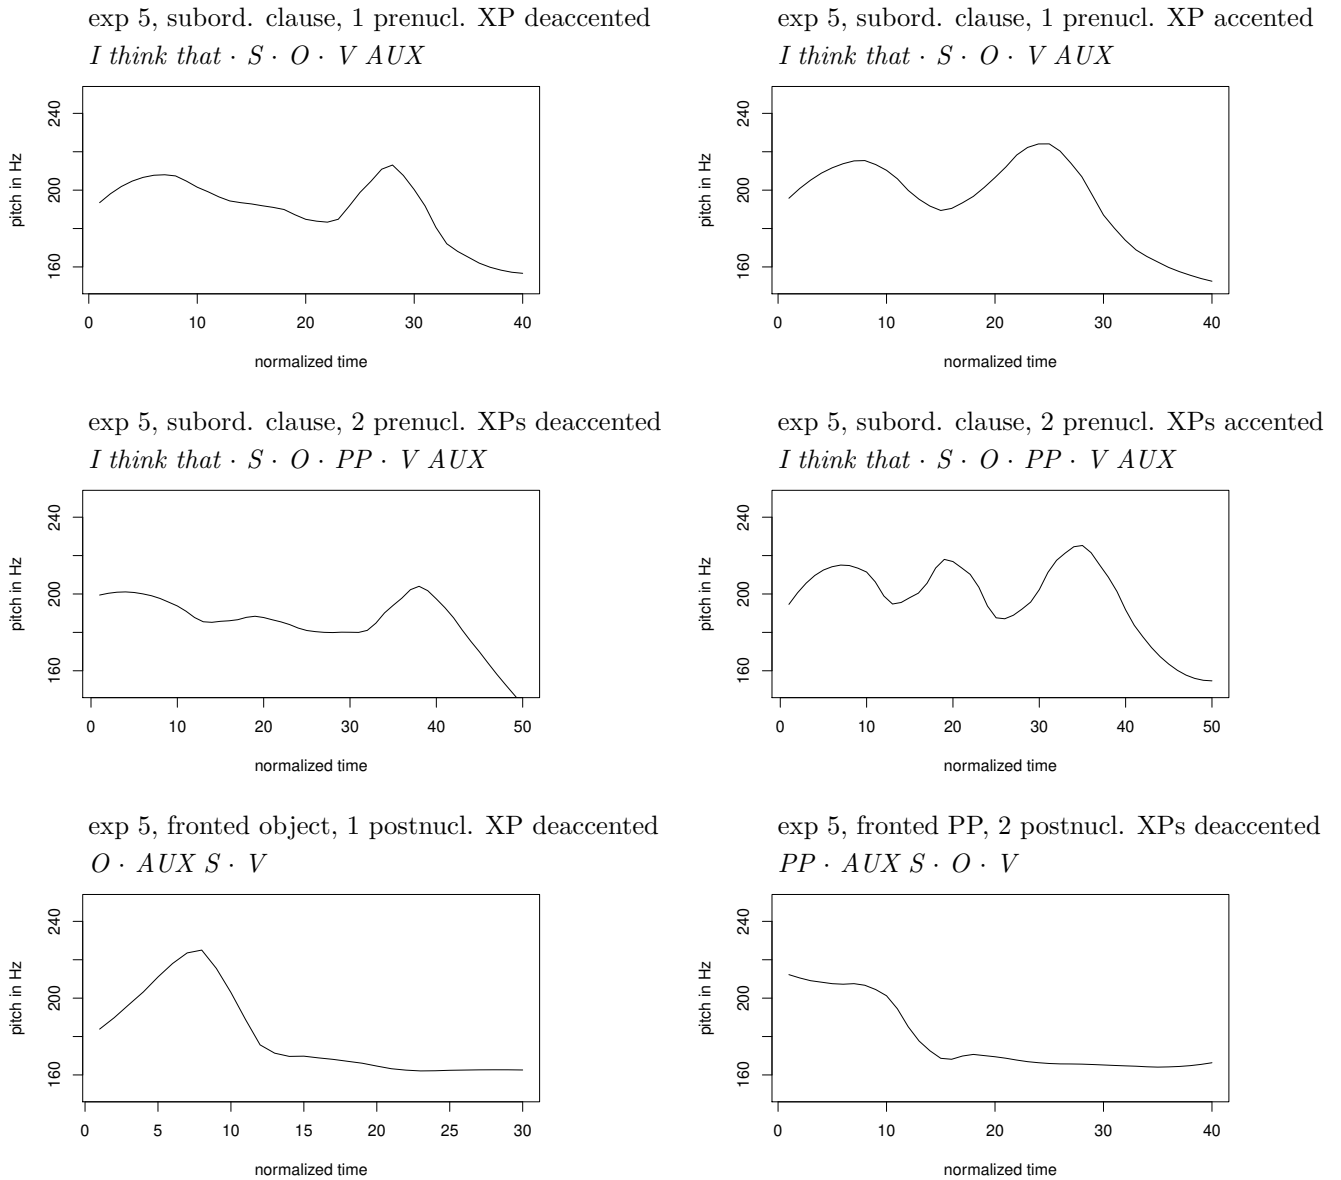 exp 5, subord. clause, 1 prenucl. XP deaccented
I think that · S · O · V AUX
240
200
160
pitch in Hz
0 10 20 30 40
normalized time
exp 5, subord. clause, 1 prenucl. XP accented
I think that · S · O · V AUX
240
200
160
pitch in Hz
0 10 20 30 40
normalized time
exp 5, subord. clause, 2 prenucl. XPs deaccented
I think that · S · O · PP · V AUX
240
200
160
pitch in Hz
0 10 20 30 40 50
normalized time
exp 5, subord. clause, 2 prenucl. XPs accented
I think that · S · O · PP · V AUX
240
200
160
pitch in Hz
0 10 20 30 40 50
normalized time
exp 5, fronted object, 1 postnucl. XP deaccented
O · AUX S · V
240
200
160
pitch in Hz
0 5 10 15 20 25 30
normalized time
exp 5, fronted PP, 2 postnucl. XPs deaccented
PP · AUX S · O · V
240
200
160
pitch in Hz
0 10 20 30 40
normalized time